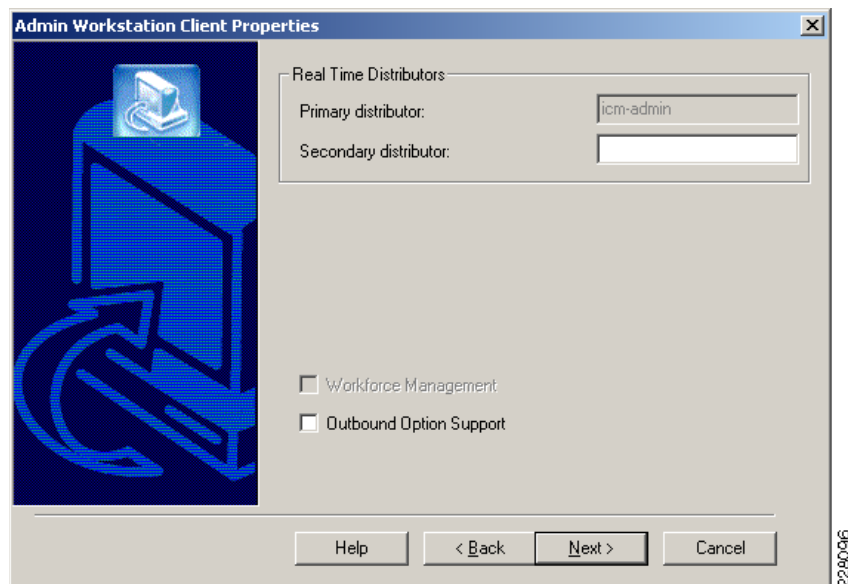 Admin Workstation Client Properties
Real Time Distributors
Primary distributor:
icm-admin
Secondary distributor:
Workforce Management
Outbound Option Support
Help
< Back
Next >
Cancel
228096